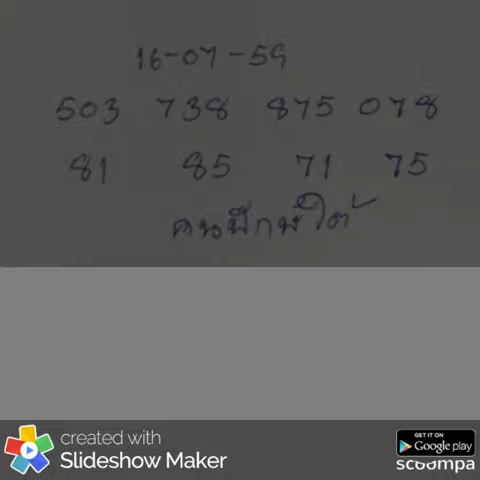 16-07-59
503 738 875 078
81 85 71 75
created with
Slideshow Maker
GET IT ON
Google play
scoompa